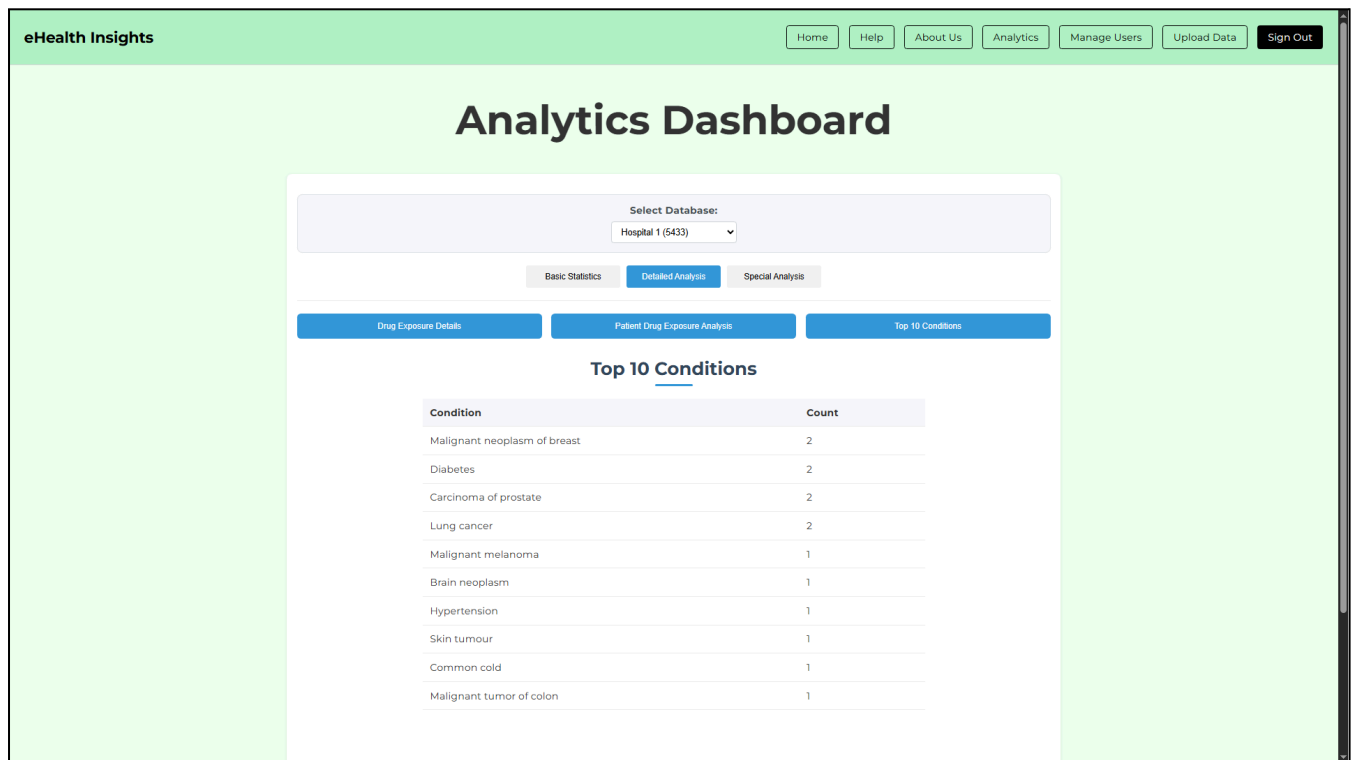 eHealth Insights Home Help About Us Analytics Manage Users Upload Data Sign Out
Analytics Dashboard
Select Database:
Hospital 1 (5433)
Basic Statistics Detailed Analysis Special Analysis
Drug Exposure Details Patient Drug Exposure Analysis Top 10 Conditions
Top 10 Conditions
Condition Count
Malignant neoplasm of breast 2
Diabetes 2
Carcinoma of prostate 2
Lung cancer 2
Malignant melanoma 1
Brain neoplasm 1
Hypertension 1
Skin tumour 1
Common cold 1
Malignant tumor of colon 1